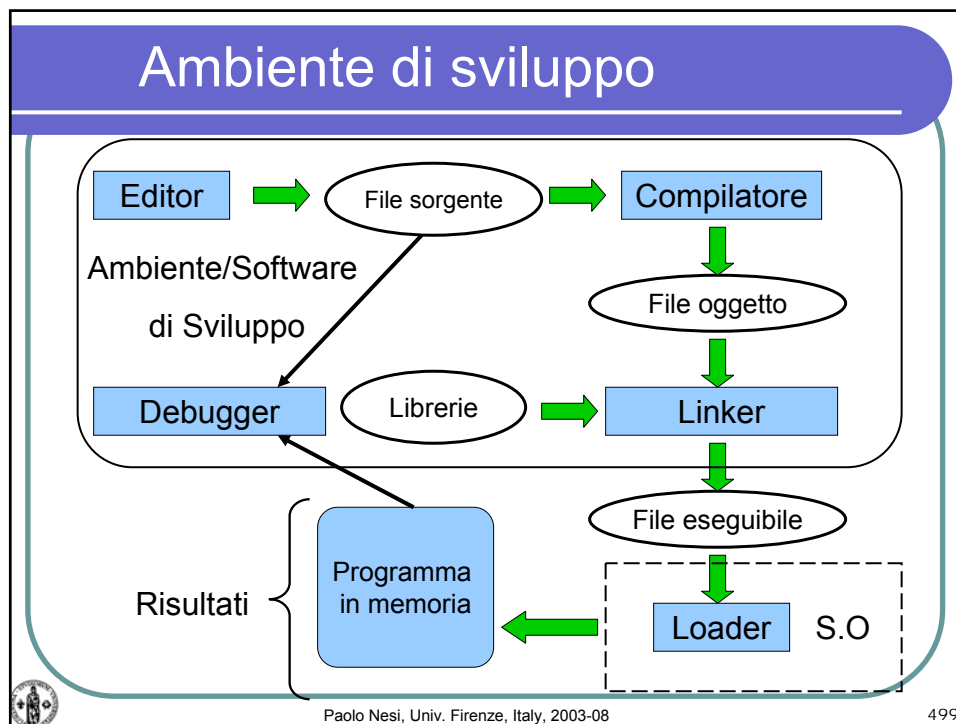 Ambiente di sviluppo
Editor
File sorgente
Compilatore
Ambiente/Software
di Sviluppo
File oggetto
Debugger
Librerie
Linker
File eseguibile
Programma
in memoria
Risultati
Loader
S.O
Paolo Nesi, Univ. Firenze, Italy, 2003-08
499